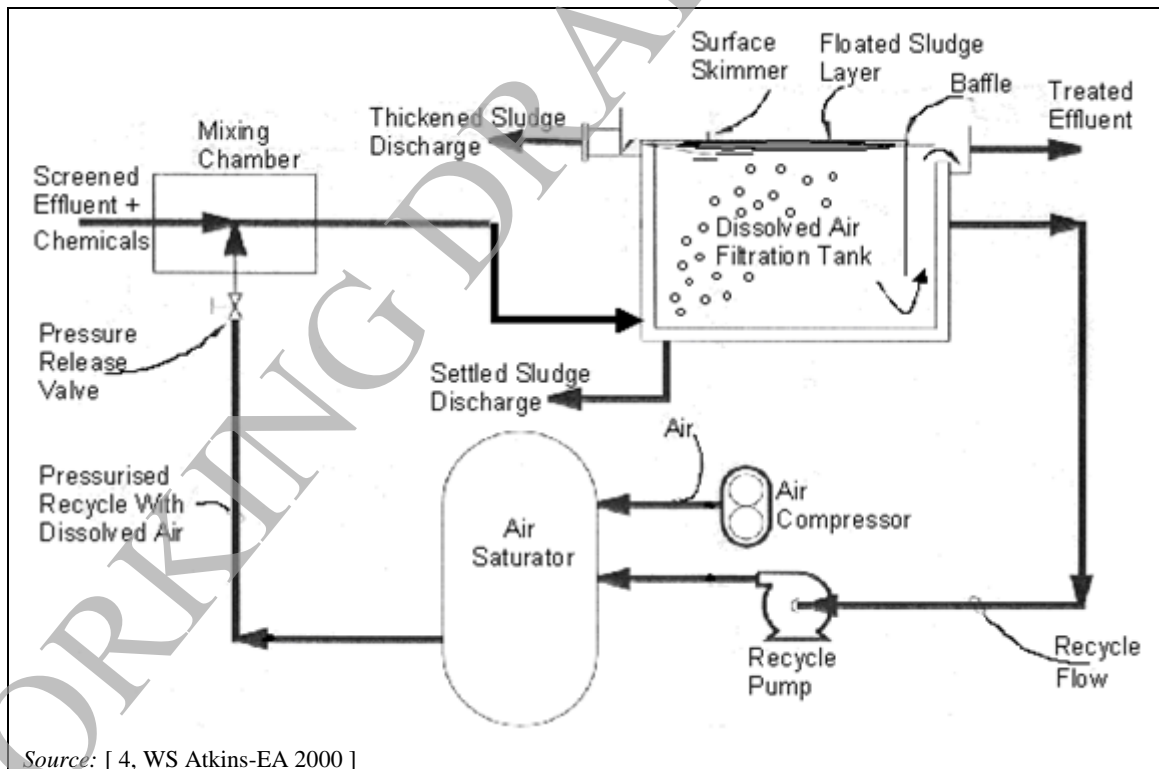 Surface
Skimmer
Floated Sludge
Layer
Baffle
Treated
Effluent
Thickened Sludge
Discharge
Mixing
Chamber
Screened
Effluent +
Chemicals
Dissolved Air
Filtration Tank
Pressure
Release
Valve
Settled Sludge
Discharge
Air
Air
Compressor
Pressurised
Recycle With
Dissolved Air
Air
Saturator
Recycle
Pump
Recycle
Flow
Source: [ 4, WS Atkins-EA 2000 ]
ORKING DRA